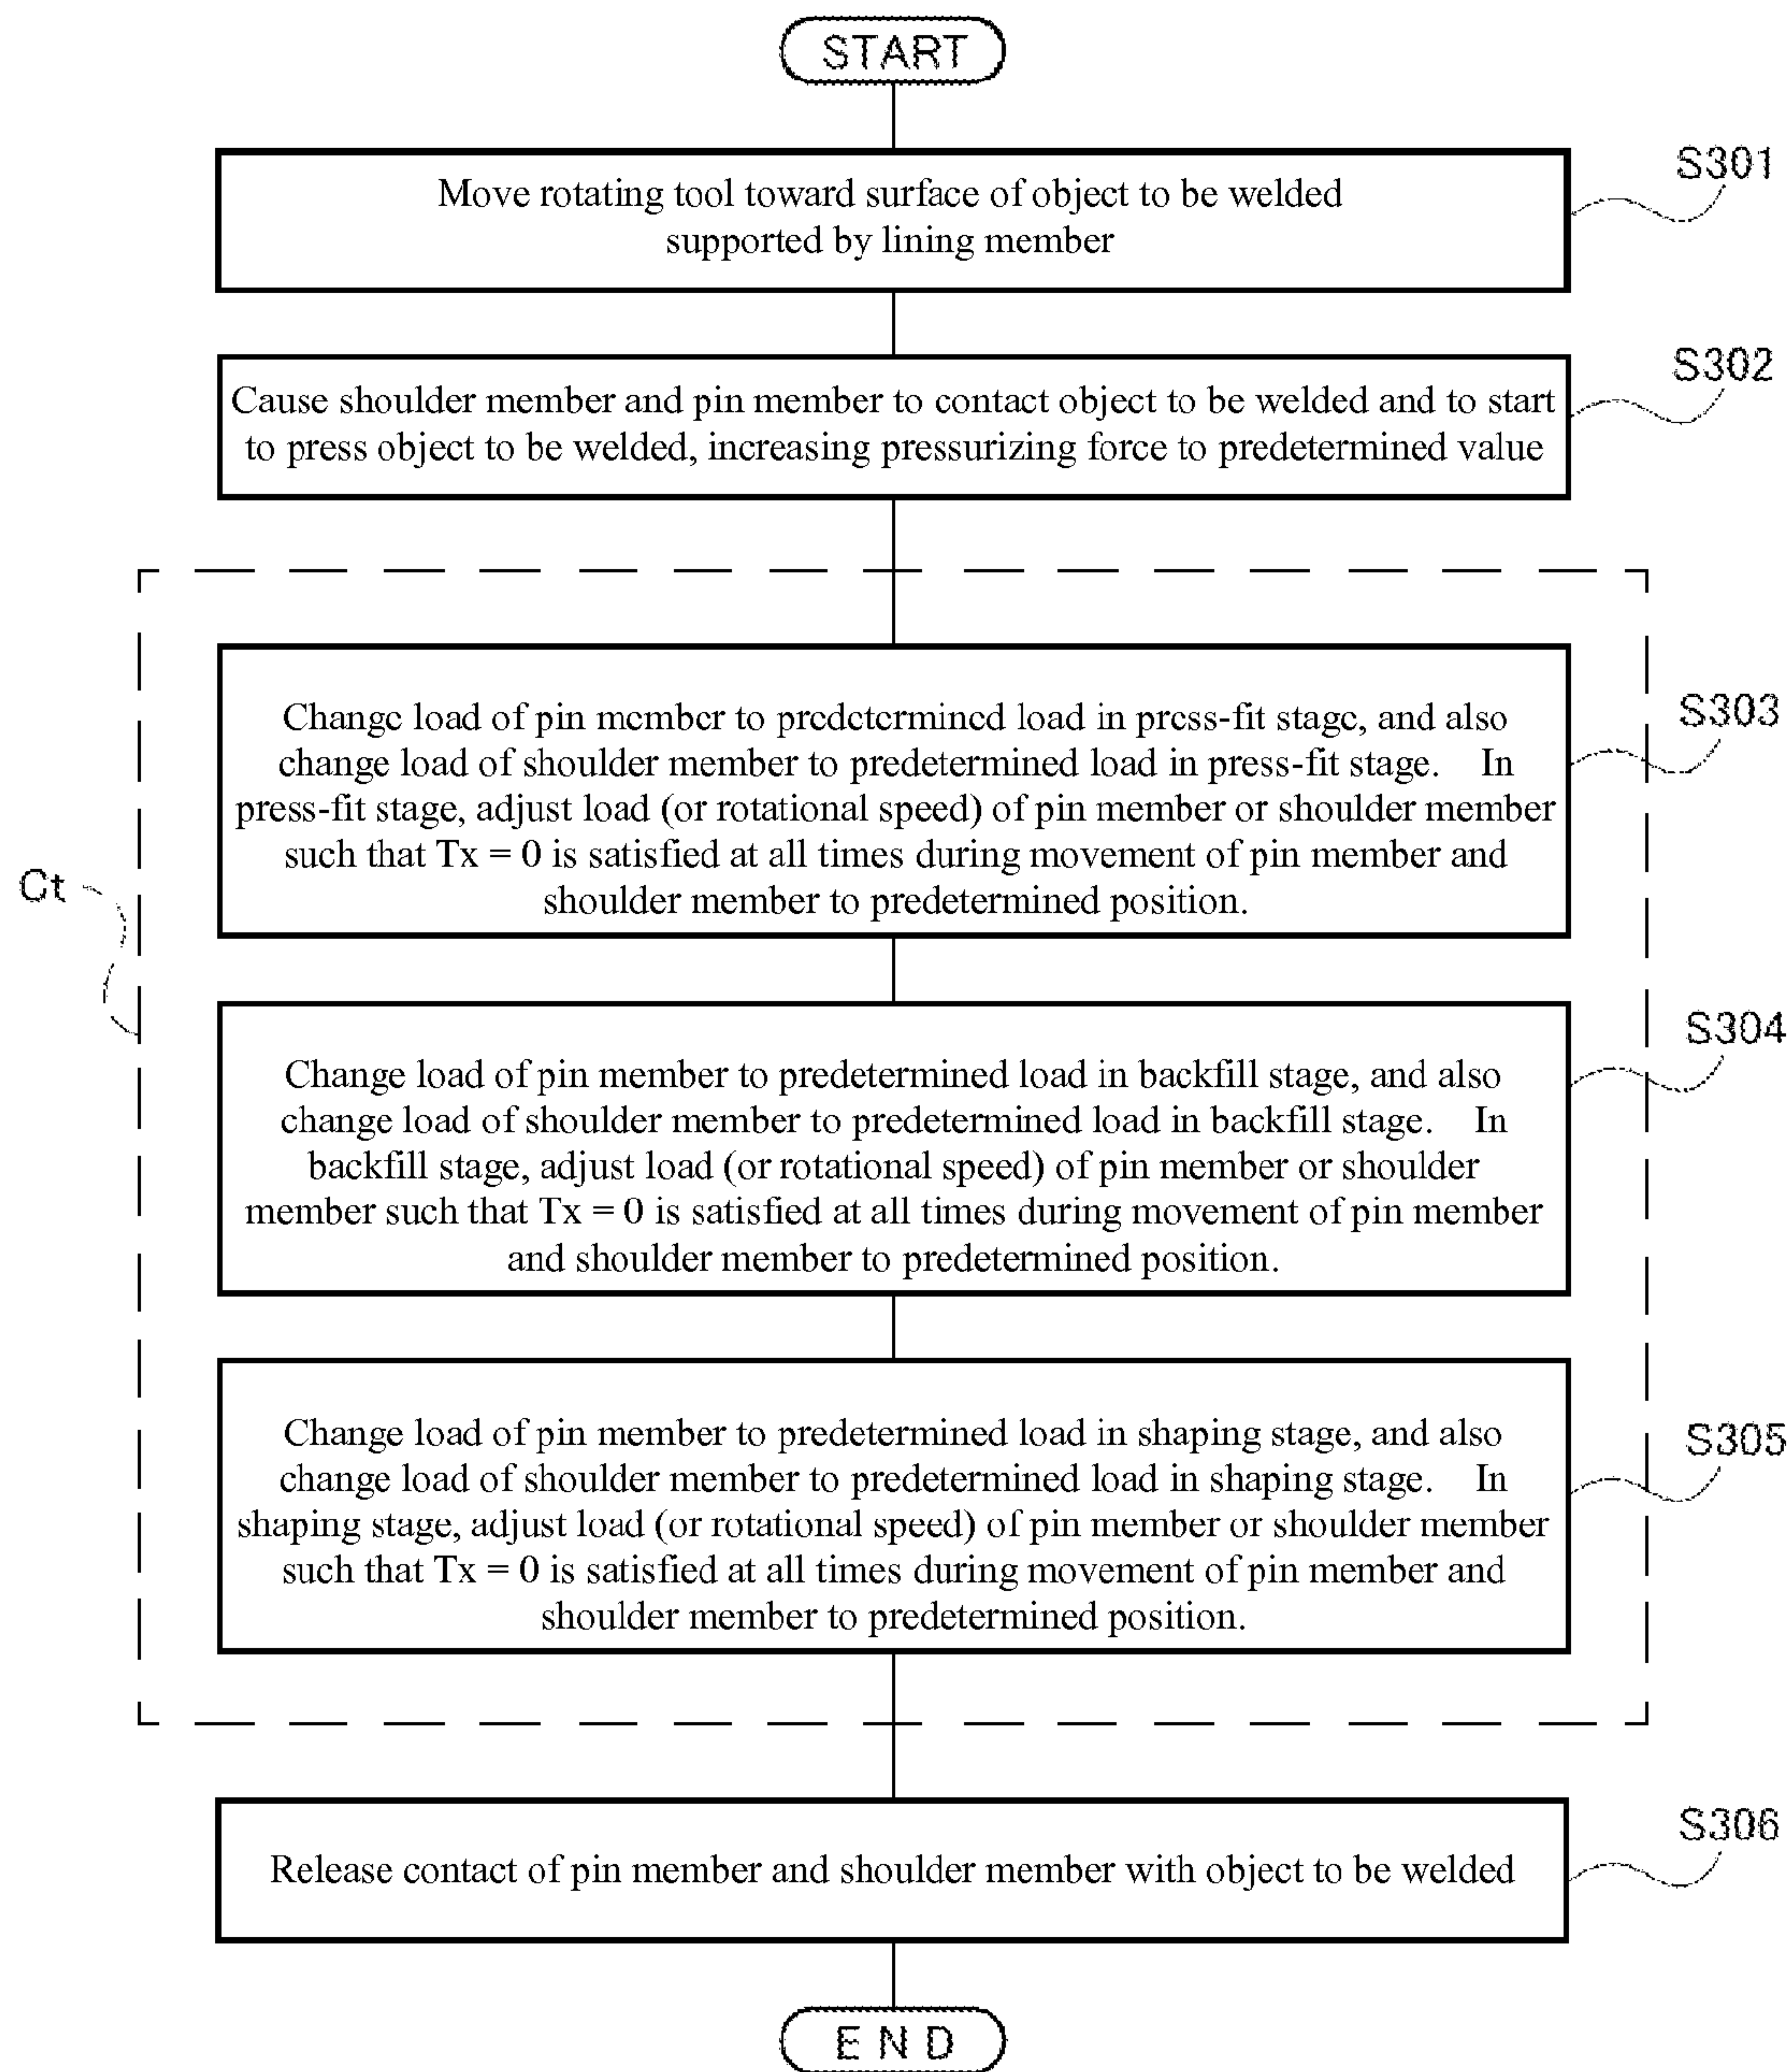 START
Move rotating tool toward surface of object to be welded
supported by lining member
S301
Cause shoulder member and pin member to contact object to be welded and to start
to press object to be welded, increasing pressurizing force to predetermined value
S302
Change load of pin member to predetermined load in press-fit stage, and also
change load of shoulder member to predetermined load in press-fit stage. In
press-fit stage, adjust load (or rotational speed) of pin member or shoulder member
such that Tx = 0 is satisfied at all times during movement of pin member and
shoulder member to predetermined position.
S303
Ct
Change load of pin member to predetermined load in backfill stage, and also
change load of shoulder member to predetermined load in backfill stage. In
backfill stage, adjust load (or rotational speed) of pin member or shoulder
member such that Tx = 0 is satisfied at all times during movement of pin member
and shoulder member to predetermined position.
S304
Change load of pin member to predetermined load in shaping stage, and also
change load of shoulder member to predetermined load in shaping stage. In
shaping stage, adjust load (or rotational speed) of pin member or shoulder member
such that Tx = 0 is satisfied at all times during movement of pin member and
shoulder member to predetermined position.
S305
Release contact of pin member and shoulder member with object to be welded
S306
END